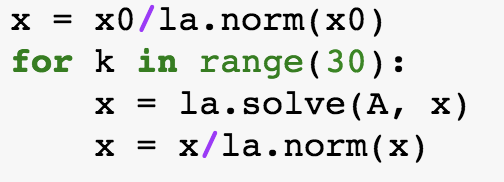 x = x0/la.norm(x0)
for k in range(30):
    x = la.solve(A, x)
    x = x/la.norm(x)